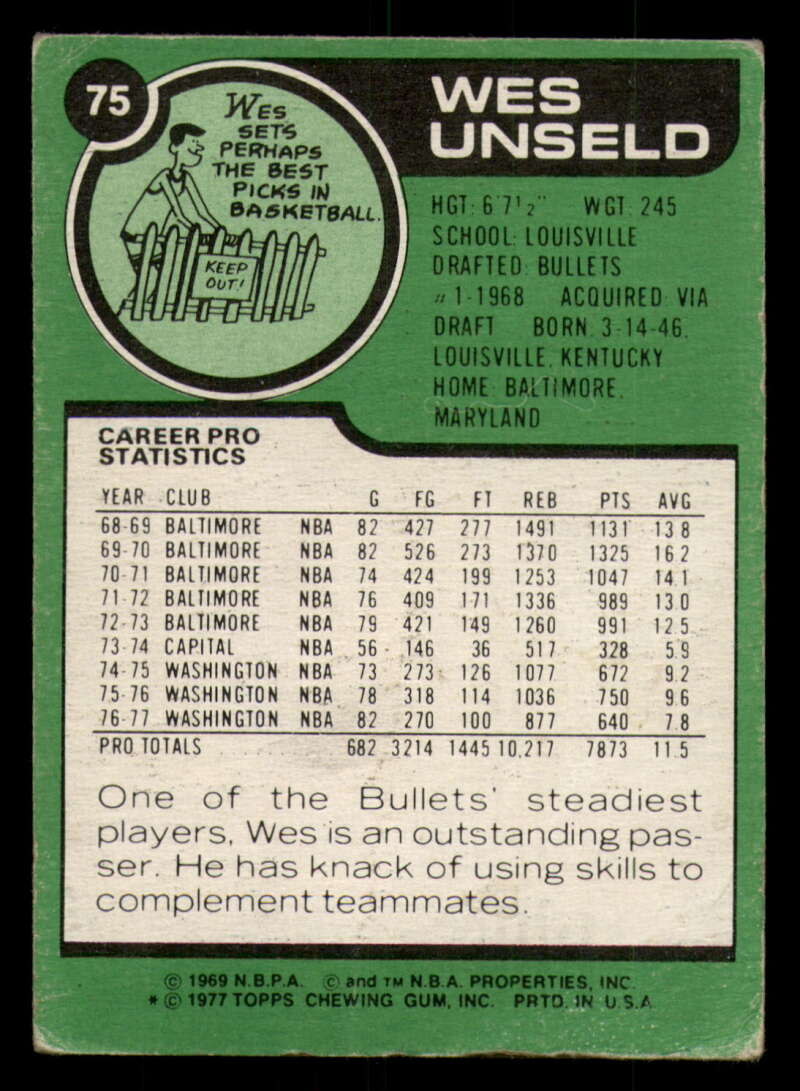 75
WES
UNSELD
WES
SETS
PERHAPS
THE BEST
PICKS IN
BASKETBALL.
KEEP
OUT!
HGT: 6'7 1/2" WGT. 245
SCHOOL: LOUISVILLE
DRAFTED: BULLETS
#1-1968 ACQUIRED: VIA
DRAFT BORN: 3-14-46,
LOUISVILLE, KENTUCKY
HOME: BALTIMORE,
MARYLAND
CAREER PRO
STATISTICS
YEAR CLUB G FG FT REB PTS AVG
68-69 BALTIMORE NBA 82 427 277 1491 1131 13.8
69-70 BALTIMORE NBA 82 526 273 1370 1325 16.2
70-71 BALTIMORE NBA 74 424 199 1253 1047 14.1
71-72 BALTIMORE NBA 76 409 171 1336 989 13.0
72-73 BALTIMORE NBA 79 421 149 1260 991 12.5
73-74 CAPITAL NBA 56 146 36 517 328 5.9
74-75 WASHINGTON NBA 73 273 126 1077 672 9.2
75-76 WASHINGTON NBA 78 318 114 1036 750 9.6
76-77 WASHINGTON NBA 82 270 100 877 640 7.8
PRO TOTALS 682 3214 1445 10,217 7873 11.5
One of the Bullets' steadiest
players, Wes is an outstanding pas-
ser. He has knack of using skills to
complement teammates.
© 1969 N.B.P.A. © and TM N.B.A. PROPERTIES, INC.
* © 1977 TOPPS CHEWING GUM, INC. PRTD. IN U.S.A.